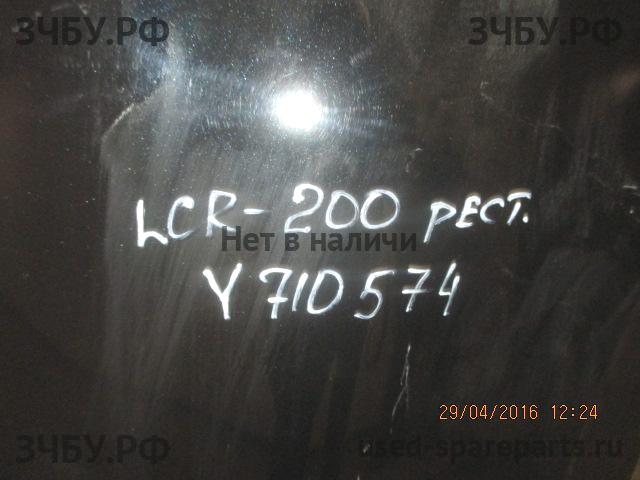 ЗЧБУ.РФ ЗЧБУ.РФ
LCR-200 РЕСТ.
Нет в наличи
Y710574
29/04/2016 12:24
ЗЧБУ.РФ used-spareparts.ru